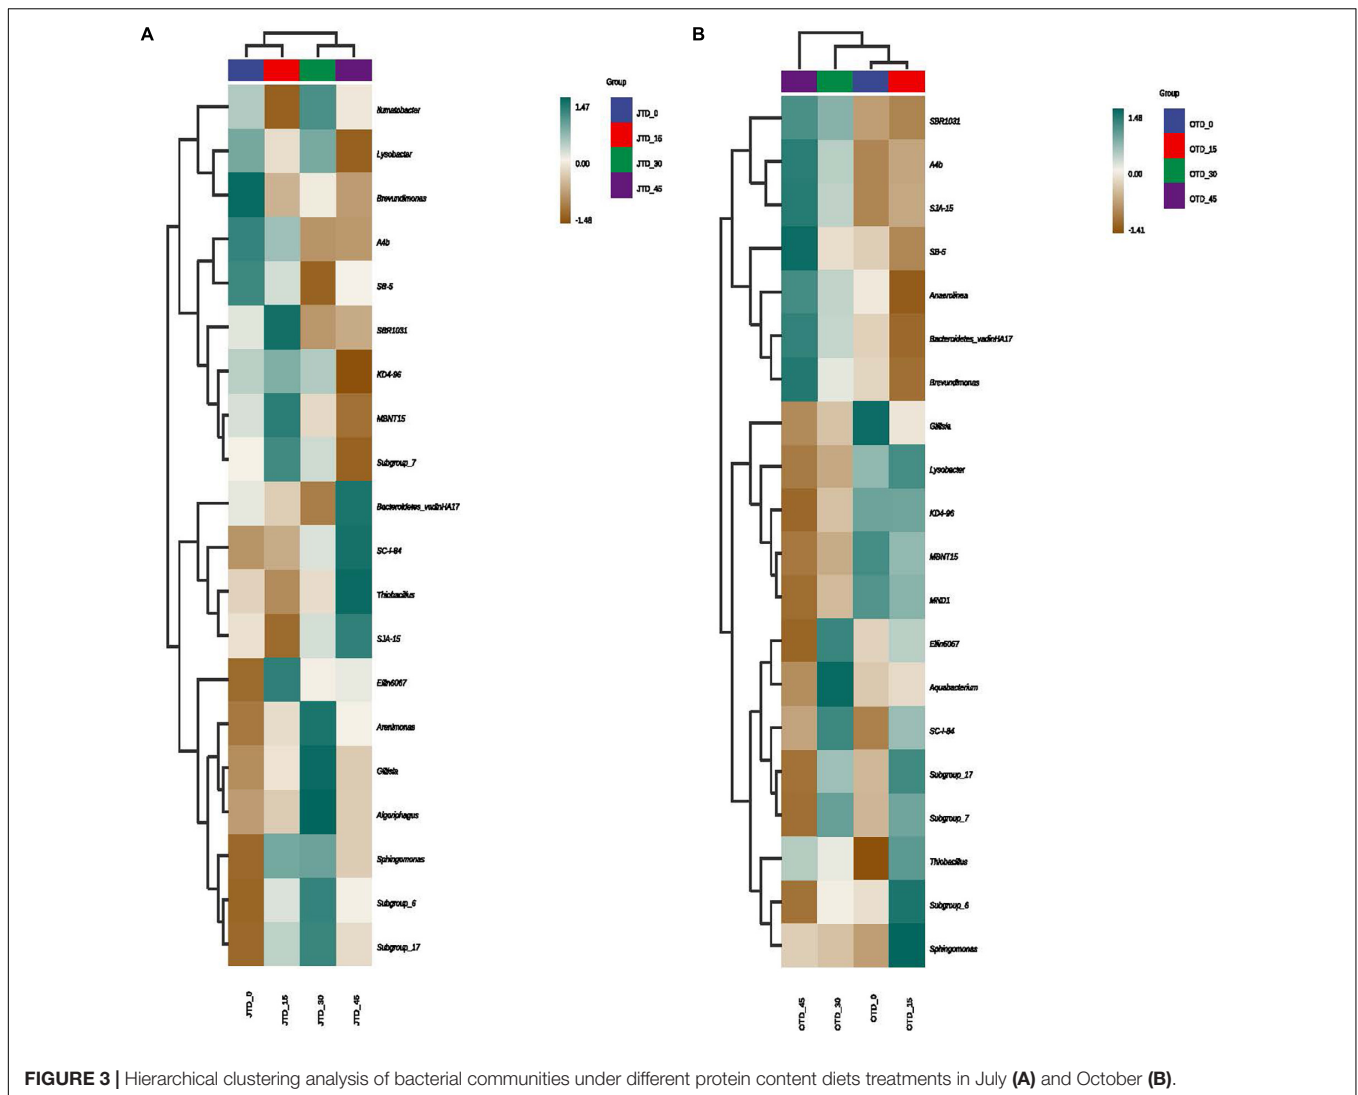 A
Group
1.47
0.00
-1.48
JTD_0
JTD_15
JTD_30
JTD_45
Ilumatobacter
Lysobacter
Brevundimonas
A4b
SB-5
SBR1031
KD4-96
MBNT15
Subgroup_7
Bacteroidetes_vadinHA17
SC-I-84
Thiobacillus
SJA-15
Ellin6067
Arenimonas
Gillisia
Algoriphagus
Sphingomonas
Subgroup_6
Subgroup_17
JTD_0
JTD_15
JTD_30
JTD_45
B
Group
1.48
0.00
-1.41
OTD_0
OTD_15
OTD_30
OTD_45
SBR1031
A4b
SJA-15
SB-5
Anaerolinea
Bacteroidetes_vadinHA17
Brevundimonas
Gillisia
Lysobacter
KD4-96
MBNT15
MND1
Ellin6067
Aquabacterium
SC-I-84
Subgroup_17
Subgroup_7
Thiobacillus
Subgroup_6
Sphingomonas
OTD_45
OTD_30
OTD_0
OTD_15
FIGURE 3 | Hierarchical clustering analysis of bacterial communities under different protein content diets treatments in July (A) and October (B).